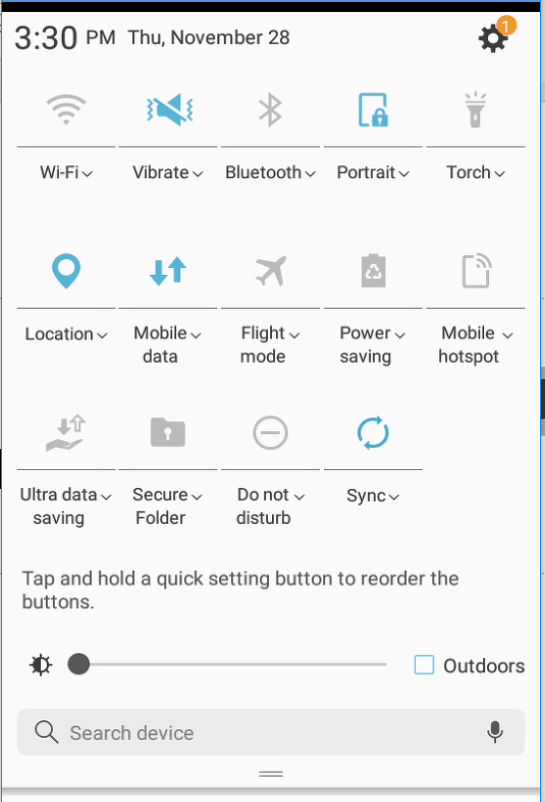 3:30 PM Thu, November 28
1
Wi-Fi Vibrate Bluetooth Portrait Torch
Location Mobile data Flight mode Power saving Mobile hotspot
Ultra data saving Secure Folder Do not disturb Sync
Tap and hold a quick setting button to reorder the
buttons.
Outdoors
Search device